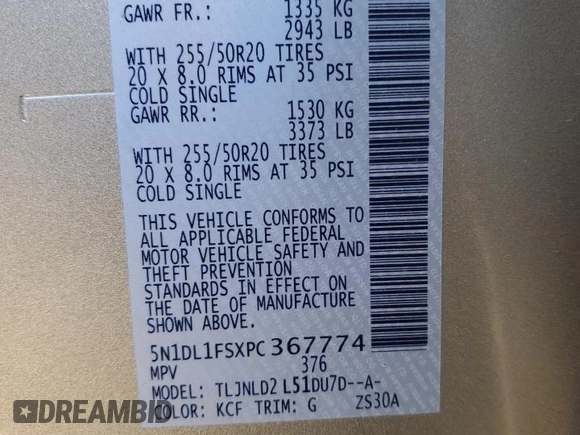 GAWR FR.: 1335 KG
2943 LB
WITH 255/50R20 TIRES
20 X 8.0 RIMS AT 35 PSI
COLD SINGLE
GAWR RR.: 1530 KG
3373 LB
WITH 255/50R20 TIRES
20 X 8.0 RIMS AT 35 PSI
COLD SINGLE
THIS VEHICLE CONFORMS TO
ALL APPLICABLE FEDERAL
MOTOR VEHICLE SAFETY AND
THEFT PREVENTION
STANDARDS IN EFFECT ON
THE DATE OF MANUFACTURE
SHOWN ABOVE.
5N1DL1FSXPC367774
MPV 376
MODEL: TLJNLD2 L51DU7D--A-
COLOR: KCF TRIM: G ZS30A
DREAMBID